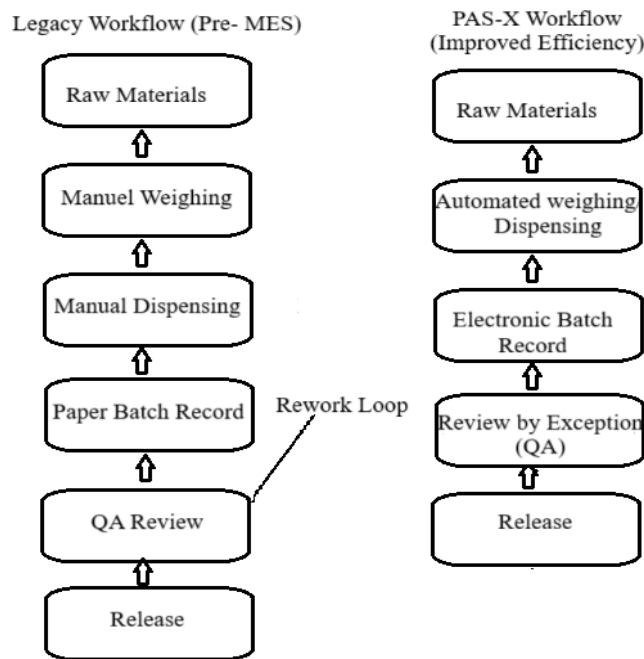 Legacy Workflow (Pre- MES)
Raw Materials
Manuel Weighing
Manual Dispensing
Paper Batch Record
Rework Loop
QA Review
Release
PAS-X Workflow
(Improved Efficiency)
Raw Materials
Automated weighing/
Dispensing
Electronic Batch
Record
Review by Exception
(QA)
Release